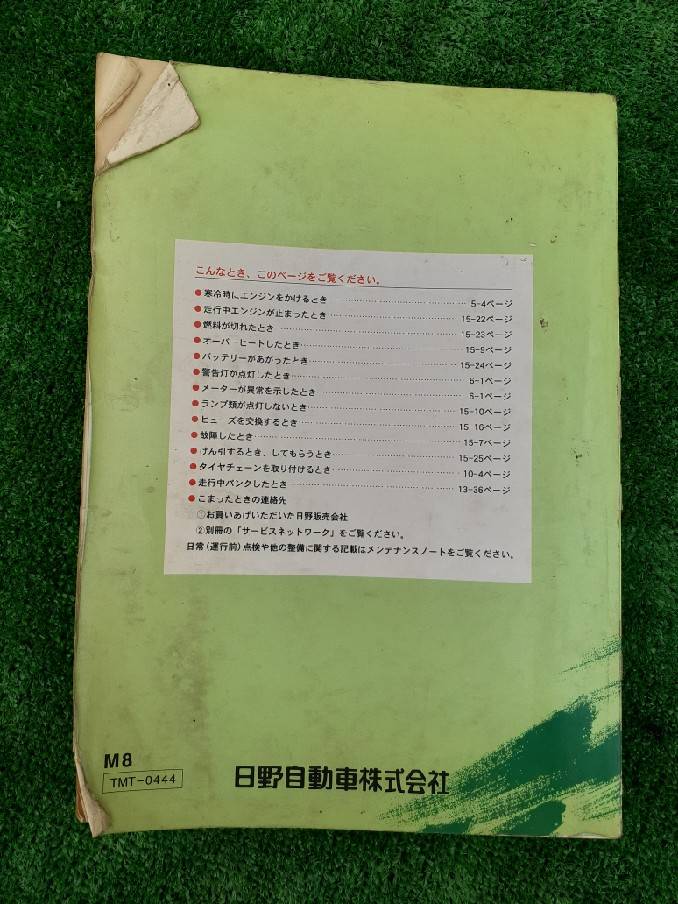 こんなとき、このページをご覧ください。
●寒冷時にエンジンをかけるとき 5-4ページ
●走行中エンジンが止まったとき 15-22ページ
●燃料が切れたとき 15-23ページ
●オーバーヒートしたとき 15-9ページ
●バッテリーがあがったとき 15-24ページ
●警告灯が点灯したとき 6-1ページ
●メーターが異常を示したとき 6-1ページ
●ランプ類が点灯しないとき 15-10ページ
●ヒューズを交換するとき 15-16ページ
●故障したとき 15-7ページ
●けん引するとき、してもらうとき 15-25ページ
●タイヤチェーンを取り付けるとき 10-4ページ
●走行中パンクしたとき 13-36ページ
●こまったときの連絡先
①お買いあげいただいた日野販売会社
②別冊の「サービスネットワーク」をご覧ください。
日常(運行前)点検や他の整備に関する記載はメンテナンスノートをご覧ください。
M8
TMT-0444
日野自動車株式会社